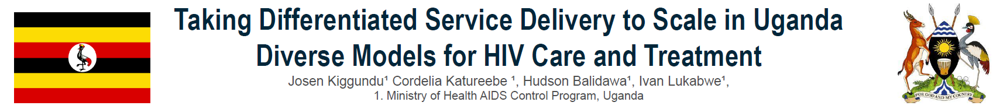 Taking Differentiated Service Delivery to Scale in Uganda
Diverse Models for HIV Care and Treatment
Josen Kiggundu¹ Cordelia Katureebe ¹, Hudson Balidawa¹, Ivan Lukabwe¹,
1. Ministry of Health AIDS Control Program, Uganda
FOR GOD AND MY COUNTRY